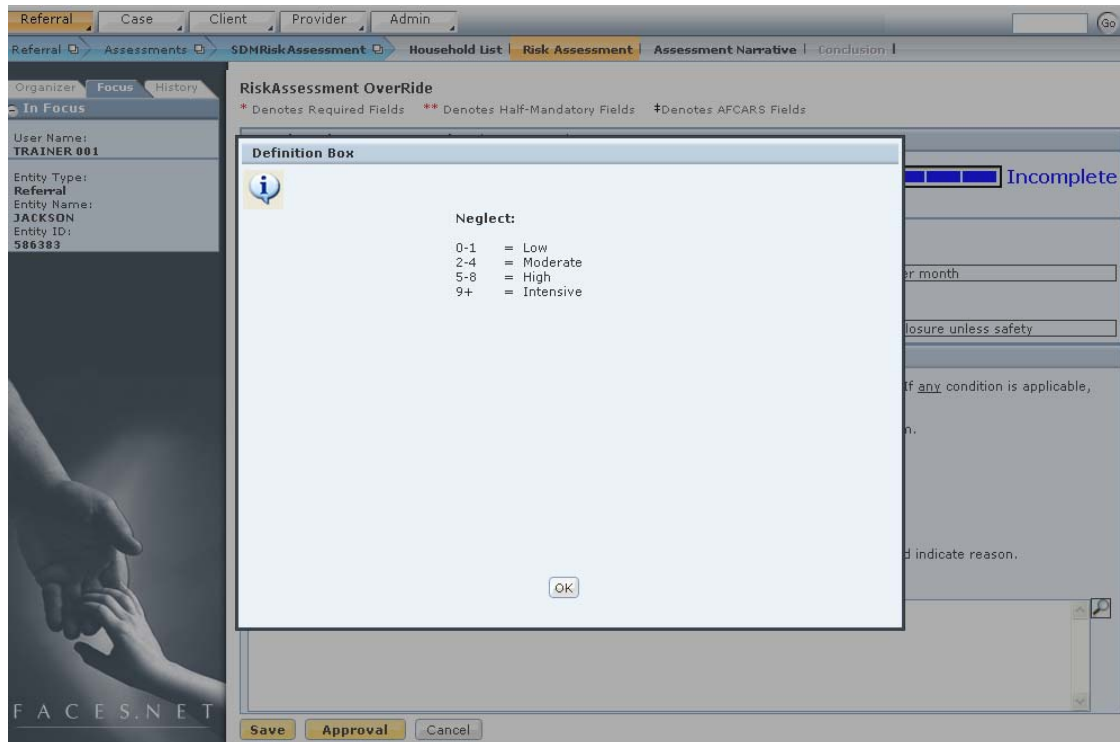 Referral Case Client Provider Admin Go
Referral Assessments SDMRiskAssessment Household List Risk Assessment Assessment Narrative Conclusion
Organizer Focus History
In Focus
User Name:
TRAINER 001
Entity Type:
Referral
Entity Name:
JACKSON
Entity ID:
586383
RiskAssessment OverRide
* Denotes Required Fields ** Denotes Half-Mandatory Fields ‡Denotes AFCARS Fields
Definition Box
Incomplete
Neglect:
0-1 = Low
2-4 = Moderate
5-8 = High
9+ = Intensive
er month
losure unless safety
If any condition is applicable,
n.
d indicate reason.
OK
FACES.NET
Save Approval Cancel